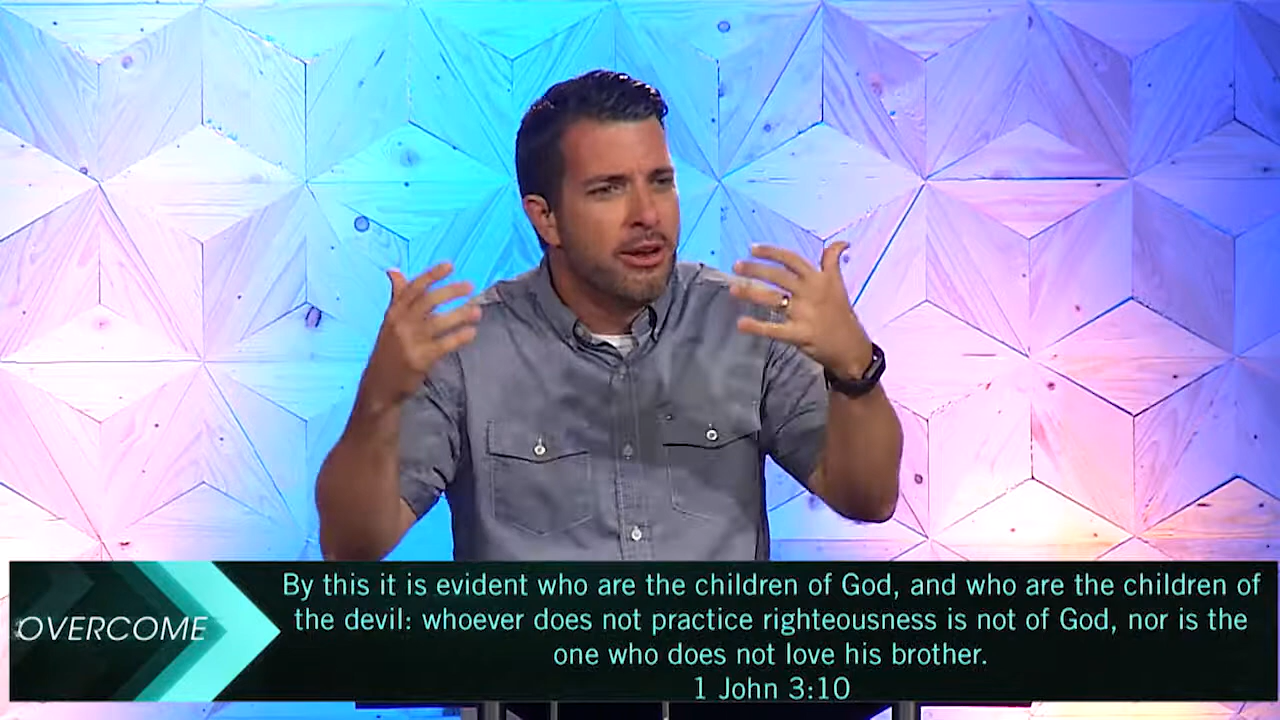 OVERCOME
By this it is evident who are the children of God, and who are the children of
the devil: whoever does not practice righteousness is not of God, nor is the
one who does not love his brother.
1 John 3:10